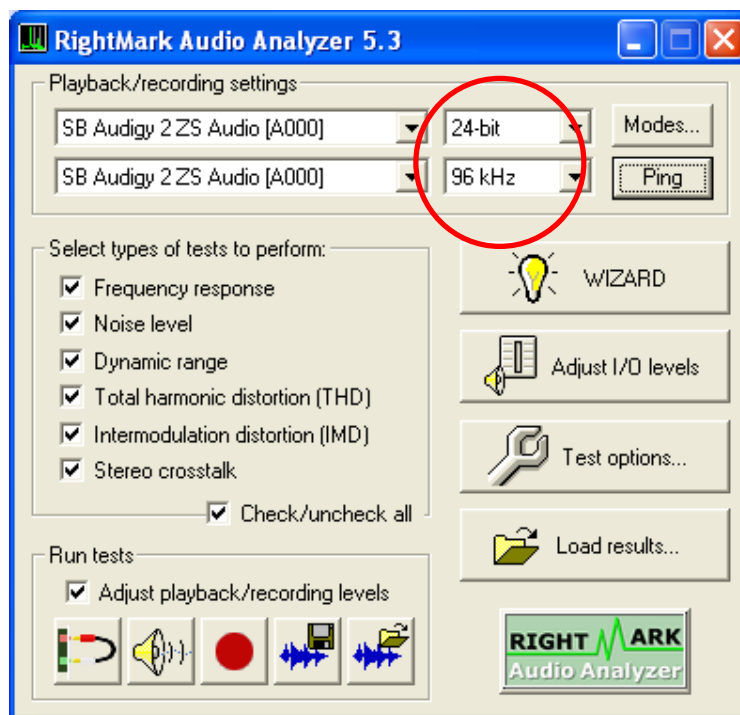 RightMark Audio Analyzer 5.3
Playback/recording settings
SB Audigy 2 ZS Audio [A000]
24-bit
Modes...
SB Audigy 2 ZS Audio [A000]
96 kHz
Ping
Select types of tests to perform:
Frequency response
Noise level
Dynamic range
Total harmonic distortion (THD)
Intermodulation distortion (IMD)
Stereo crosstalk
Check/uncheck all
WIZARD
Adjust I/O levels
Test options...
Load results...
Run tests
Adjust playback/recording levels
RIGHT MARK
Audio Analyzer